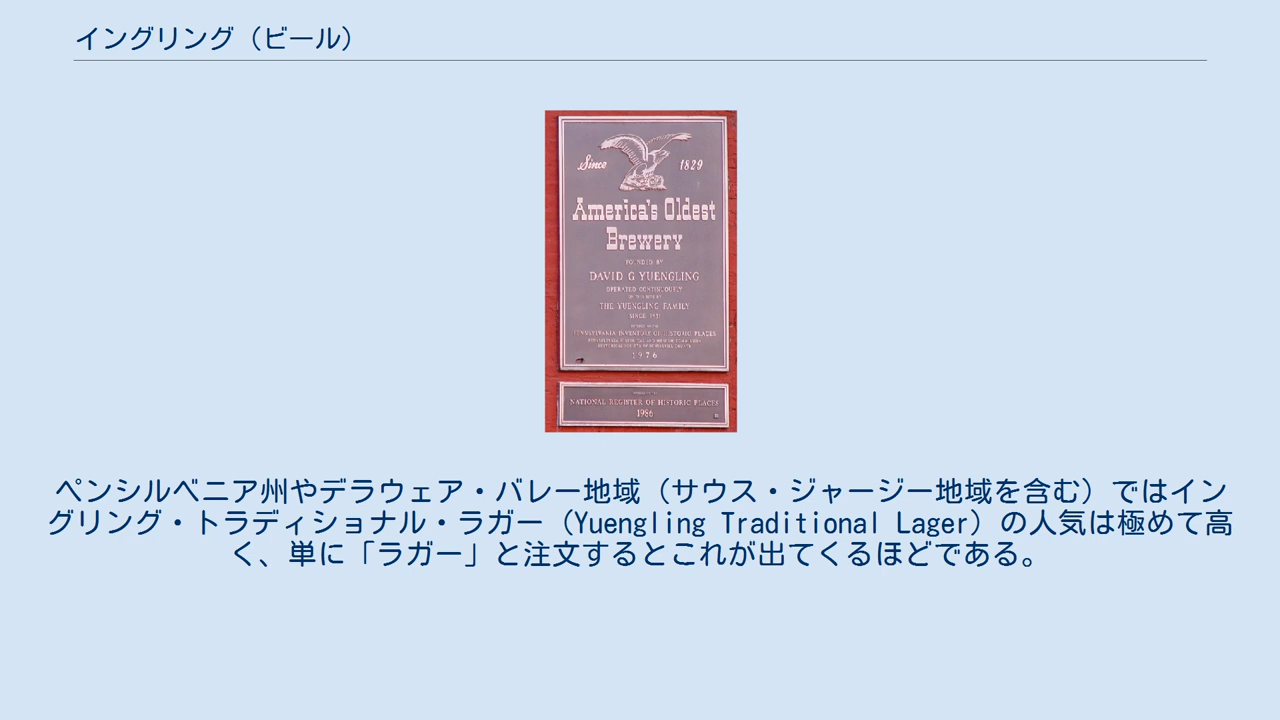 イングリング（ビール）
Since 1829
America's Oldest
Brewery
FOUNDED BY
DAVID G YUENGLING
OPERATED CONTINUOUSLY
THE YUENGLING FAMILY
SINCE
PENNSYLVANIA INVENTORY OF HISTORIC PLACES
1976
NATIONAL REGISTER OF HISTORIC PLACES
1986
ペンシルベニア州やデラウェア・バレー地域（サウス・ジャージー地域を含む）ではイン
グリング・トラディショナル・ラガー（Yuengling Traditional Lager）の人気は極めて高
く、単に「ラガー」と注文するとこれが出てくるほどである。